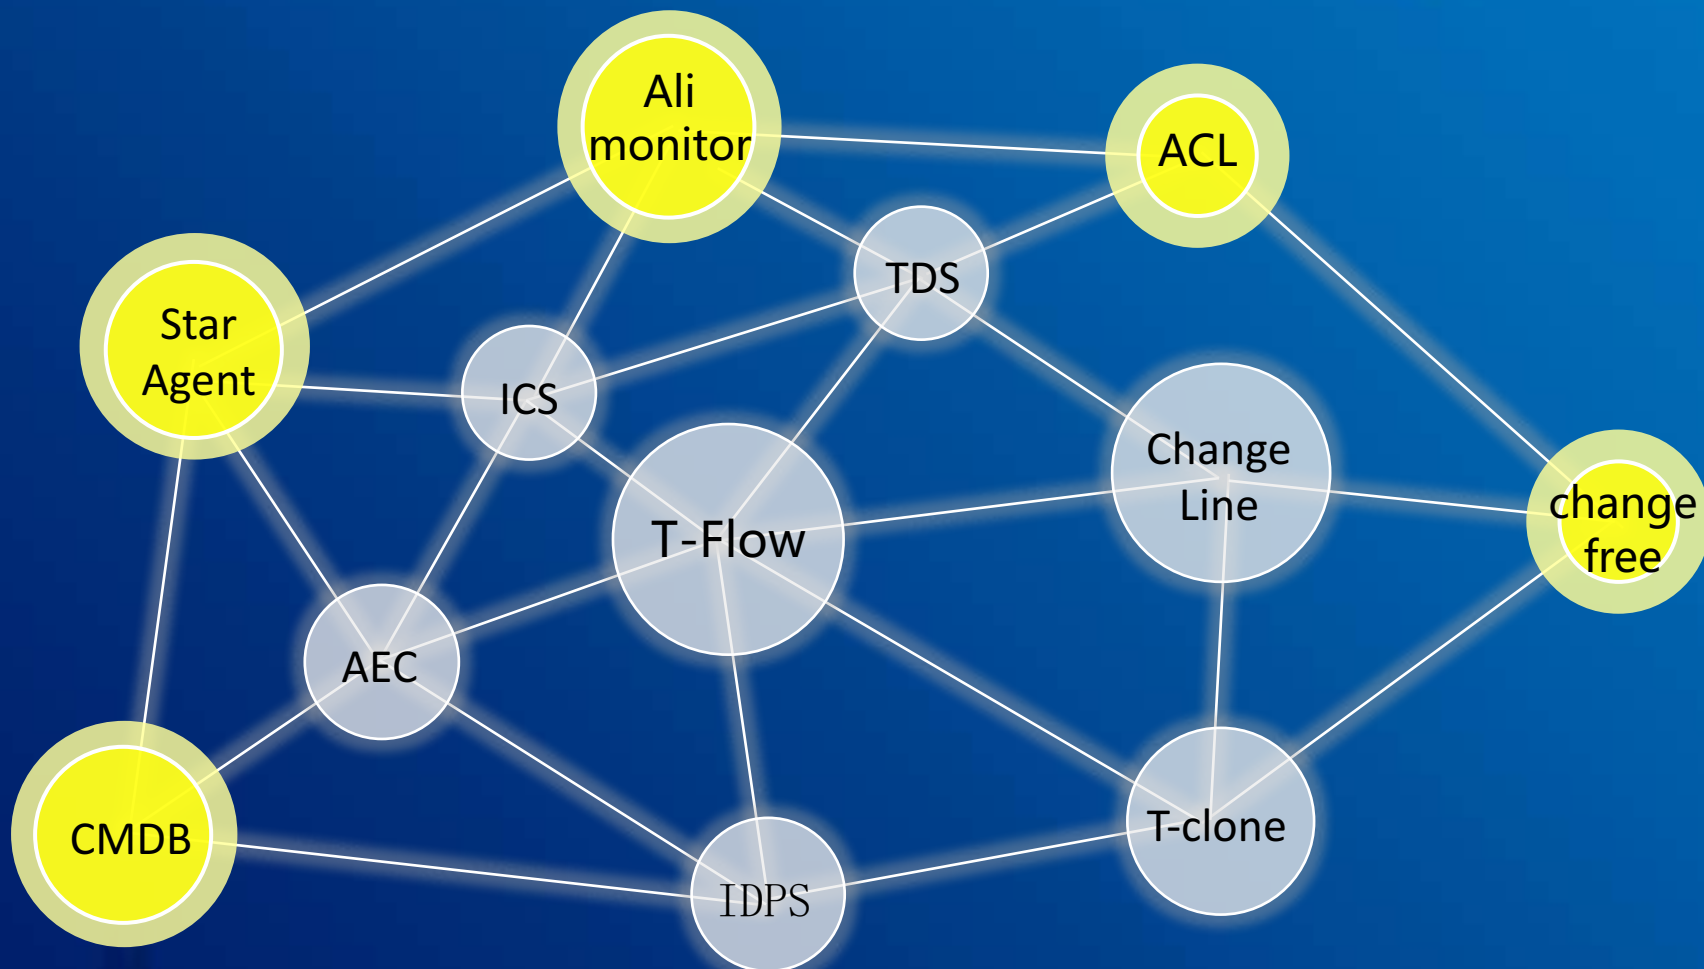 Ali
monitor
ACL
TDS
Star
Agent
ICS
Change
Line
change
free
T-Flow
AEC
CMDB
T-clone
IDPS